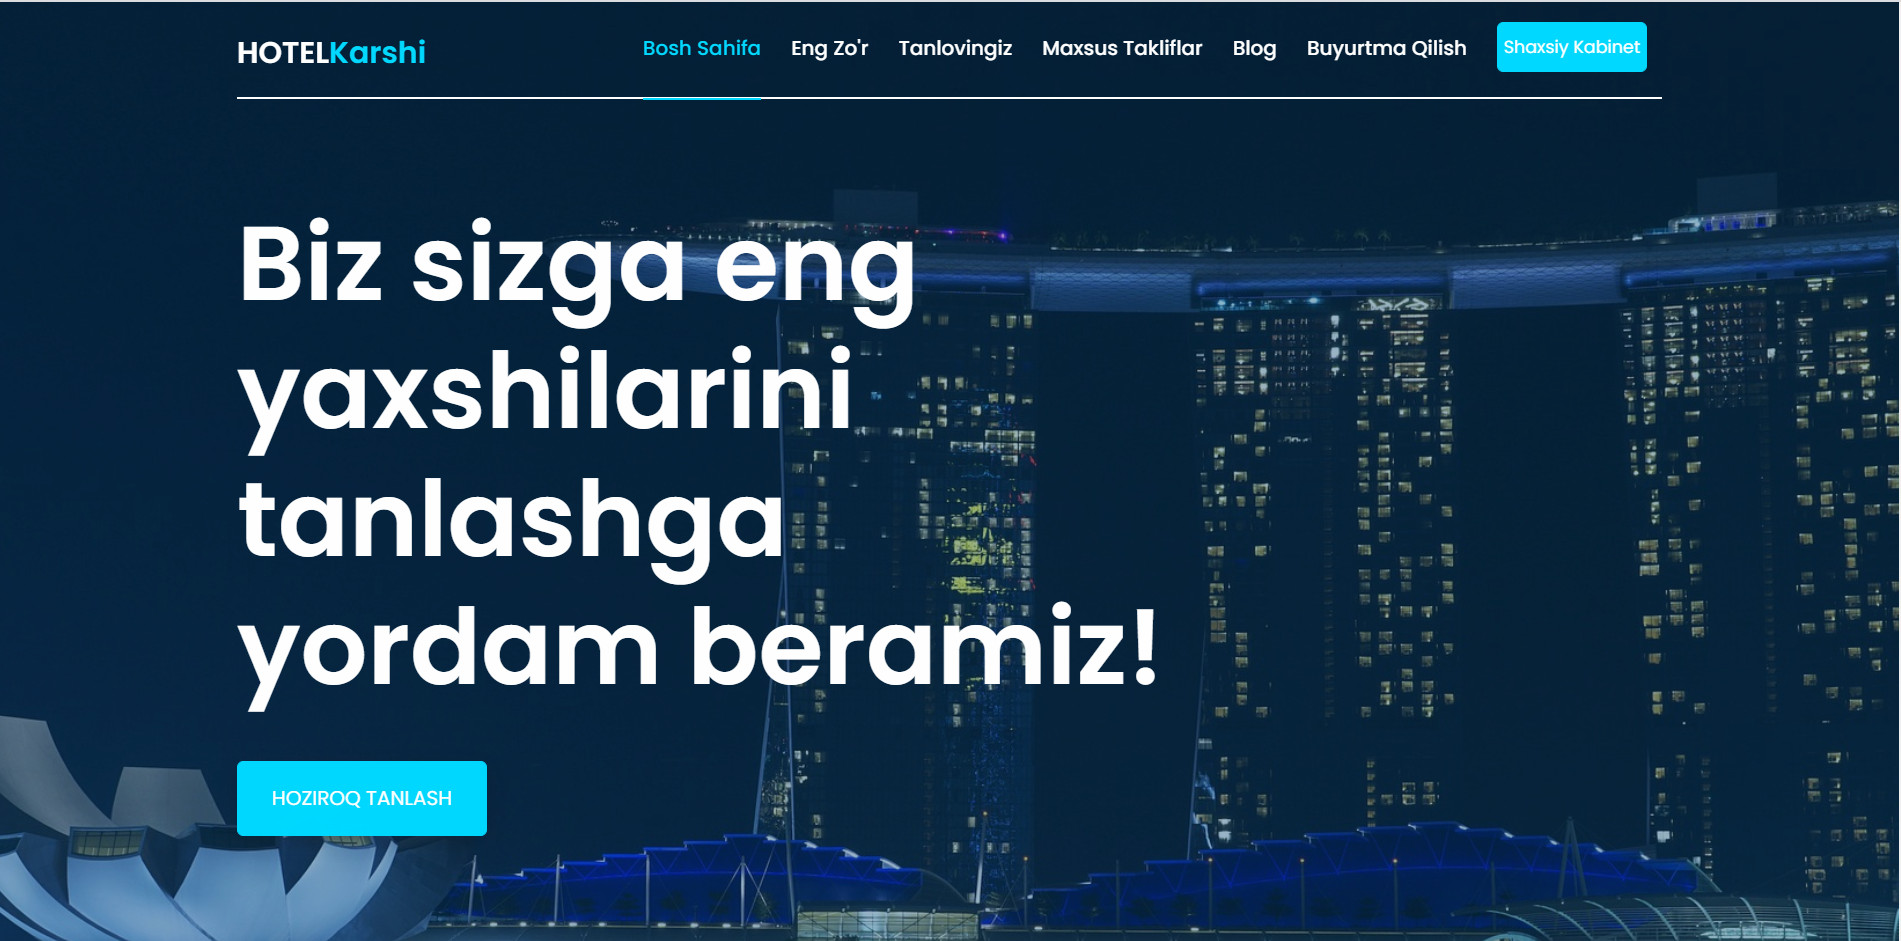 HOTELKarshi
Bosh Sahifa Eng Zo'r Tanlovingiz Maxsus Takliflar Blog Buyurtma Qilish Shaxsiy Kabinet
Biz sizga eng
yaxshilarini
tanlashga
yordam beramiz!
HOZIROQ TANLASH